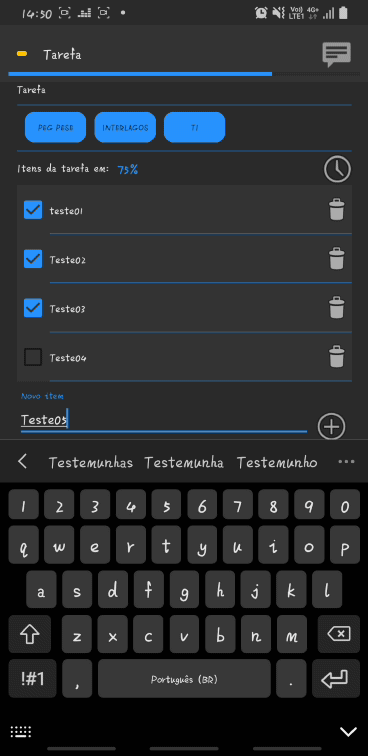 14:50 Vo)) LTE1 4G+
Tarefa
Tarefa
PEG PESE INTERLAGOS TI
Itens da tarefa em: 75%
teste01
Teste02
Teste03
Teste04
Novo item
Teste05
Testemunhas Testemunha Testemunho
1 2 3 4 5 6 7 8 9 0
q w e r t y u i o p
a s d f g h j k l
z x c v b n m
!#1 , Português (BR) .